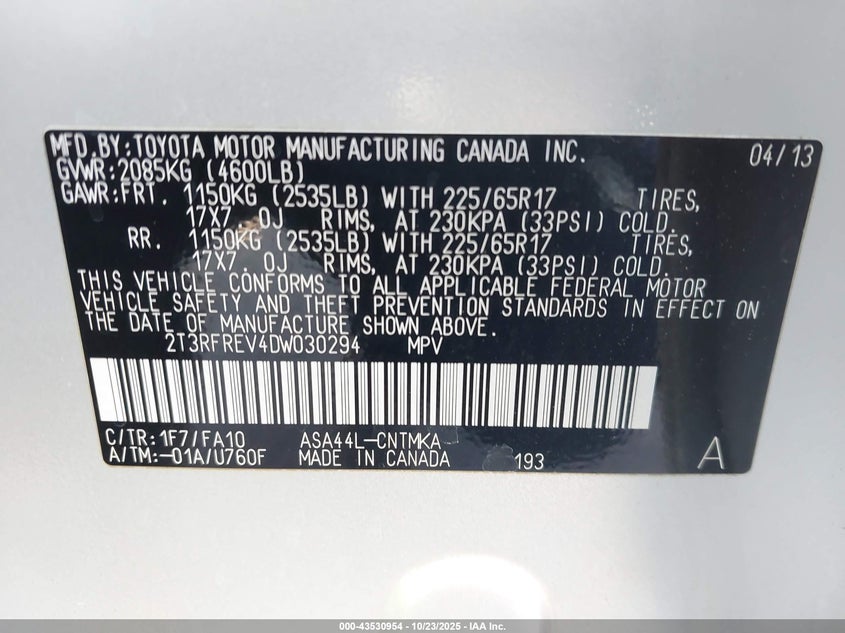 MFD.BY:TOYOTA MOTOR MANUFACTURING CANADA INC. 04/13
GVWR:2085KG (4600LB)
GAWR:FRT. 1150KG (2535LB) WITH 225/65R17 TIRES,
17X7.0J RIMS, AT 230KPA (33PSI) COLD.
RR. 1150KG (2535LB) WITH 225/65R17 TIRES,
17X7.0J RIMS, AT 230KPA (33PSI) COLD.
THIS VEHICLE CONFORMS TO ALL APPLICABLE FEDERAL MOTOR
VEHICLE SAFETY AND THEFT PREVENTION STANDARDS IN EFFECT ON
THE DATE OF MANUFACTURE SHOWN ABOVE.
2T3RFREV4DW030294 MPV
C/TR:1F7/FA10 ASA44L-CNTMKA
A/TM:-01A/U760F MADE IN CANADA 193 A
000-43530954 - 10/23/2025 - IAA Inc.